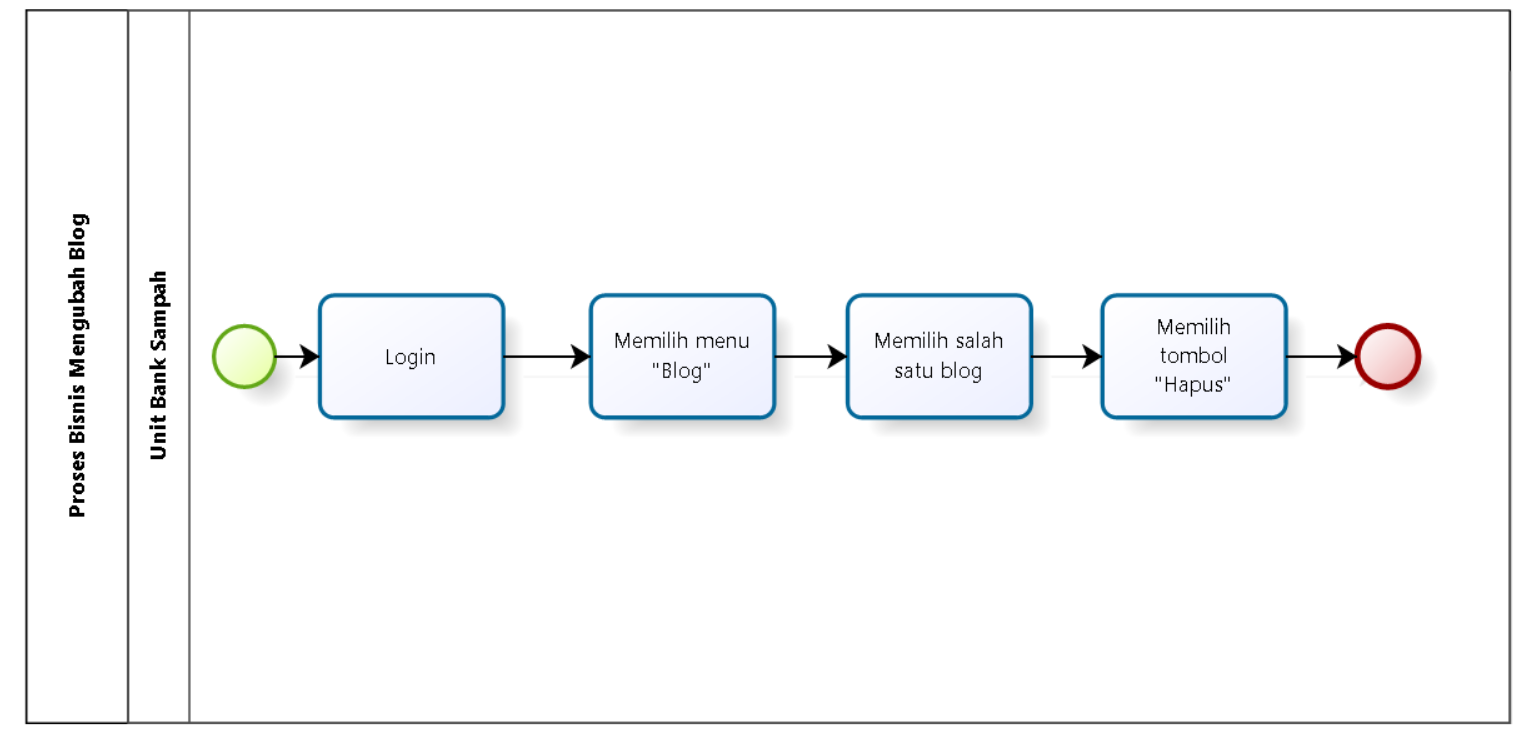 Proses Bisnis Mengubah Blog
Unit Bank Sampah
Login
Memilih menu
"Blog"
Memilih salah
satu blog
Memilih
tombol
"Hapus"